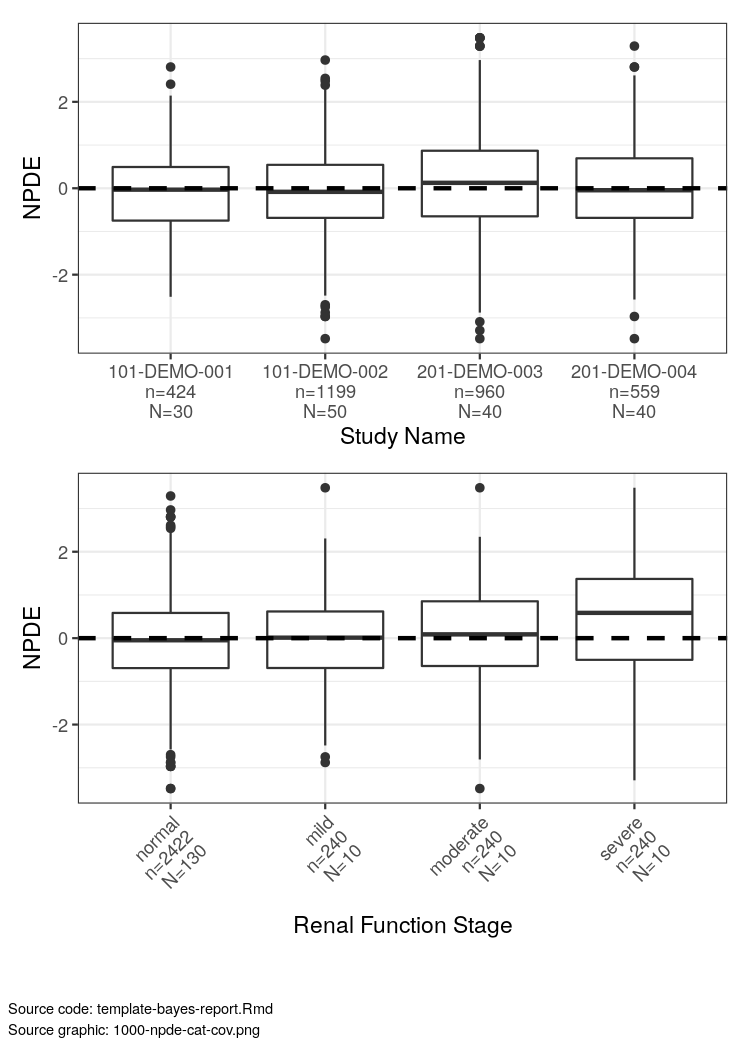 NPDE
2
0
-2
101-DEMO-001 101-DEMO-002 201-DEMO-003 201-DEMO-004
n=424 n=1199 n=960 n=559
N=30 N=50 N=40 N=40
Study Name
NPDE
2
0
-2
normal
n=2422
N=130
mild
n=240
N=10
moderate
n=240
N=10
severe
n=240
N=10
Renal Function Stage
Source code: template-bayes-report.Rmd
Source graphic: 1000-npde-cat-cov.png